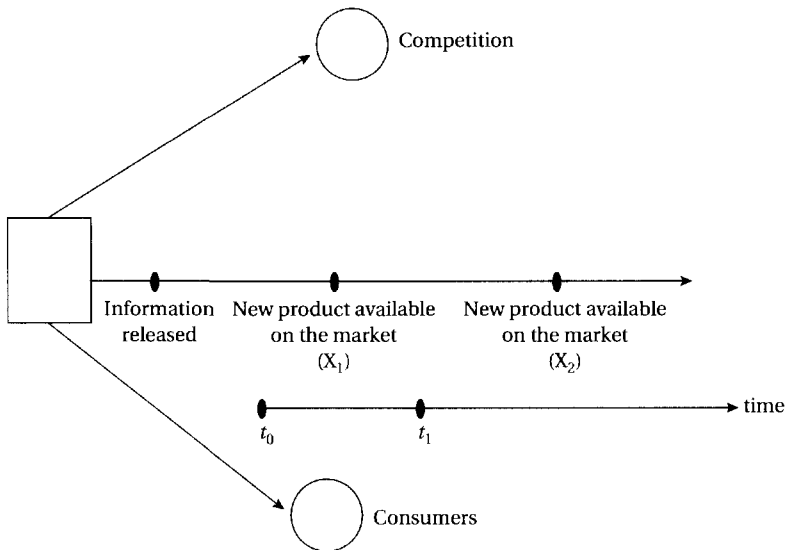 Competition
Information
released
New product available
on the market
(X₁)
New product available
on the market
(X₂)
time
t₀
t₁
Consumers